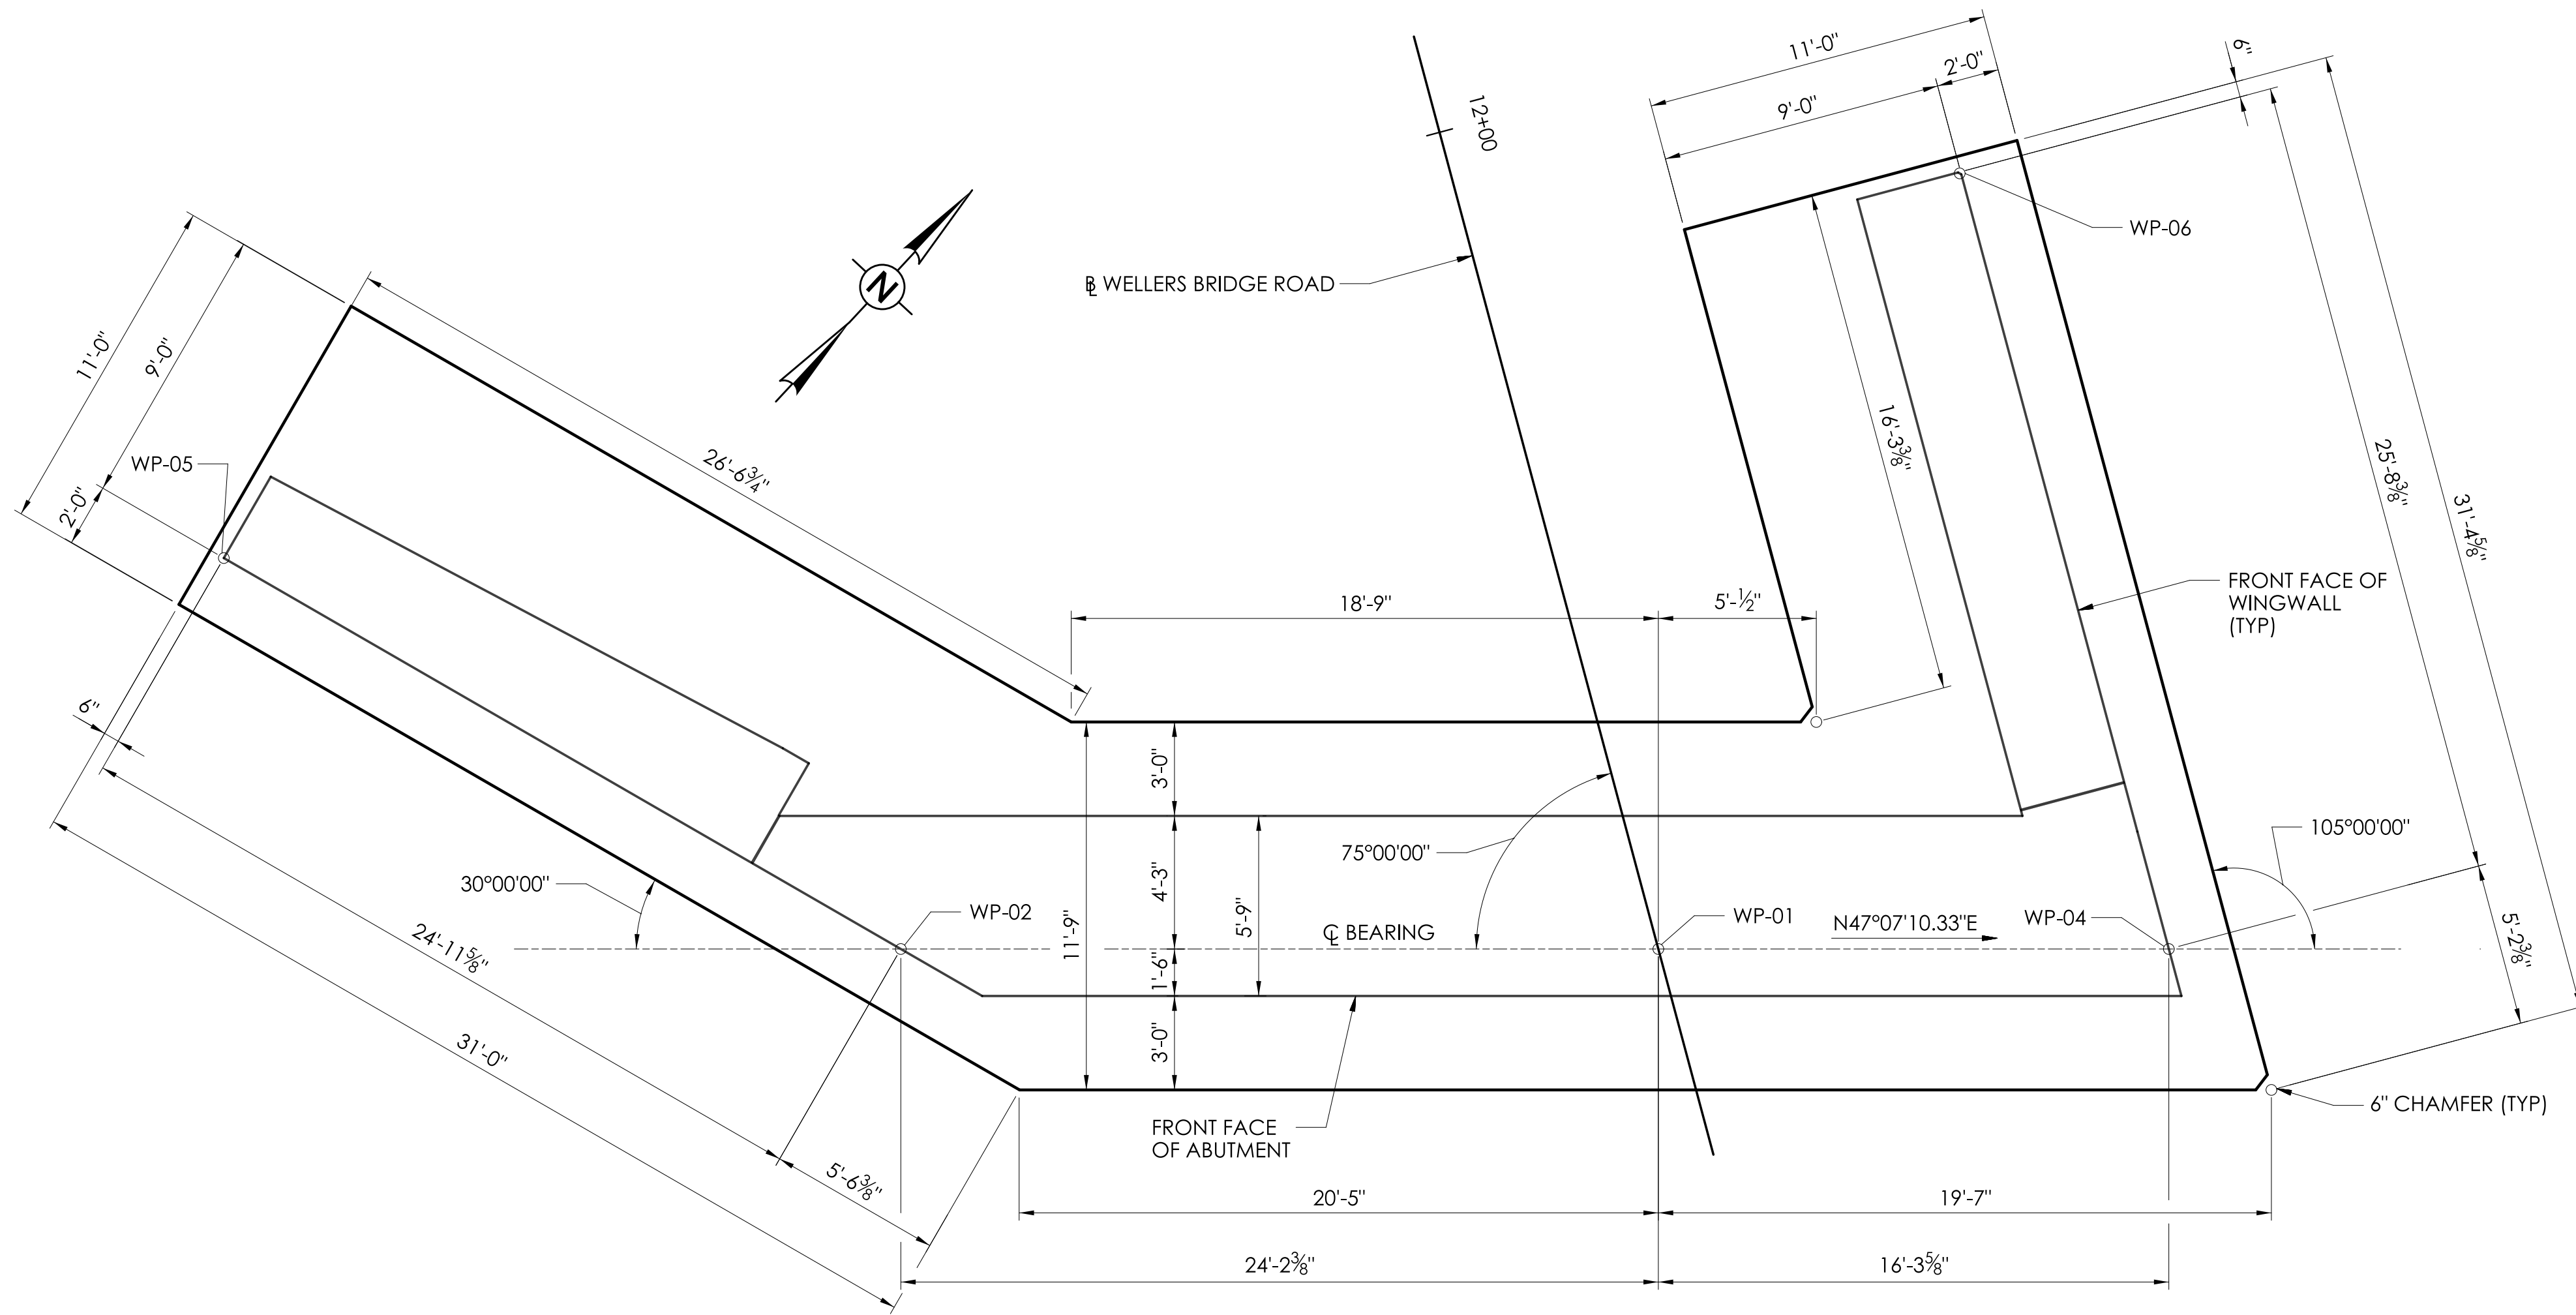 11'-0"
2'-0"
9'-0"
6"
12+00
WP-06
N
℄ WELLERS BRIDGE ROAD
11'-0"
9'-0"
2'-0"
WP-05
26'-6¾"
16'-3⅜"
25'-8⅜"
31'-4⅝"
FRONT FACE OF
WINGWALL
(TYP)
18'-9"
5'-½"
6"
3'-0"
4'-3"
5'-9"
11'-9"
1'-6"
3'-0"
75°00'00"
105°00'00"
30°00'00"
WP-02
℄ BEARING
WP-01
N47°07'10.33"E
WP-04
5'-2⅜"
24'-11⅝"
31'-0"
5'-6⅜"
FRONT FACE
OF ABUTMENT
6" CHAMFER (TYP)
20'-5"
19'-7"
24'-2⅜"
16'-3⅝"